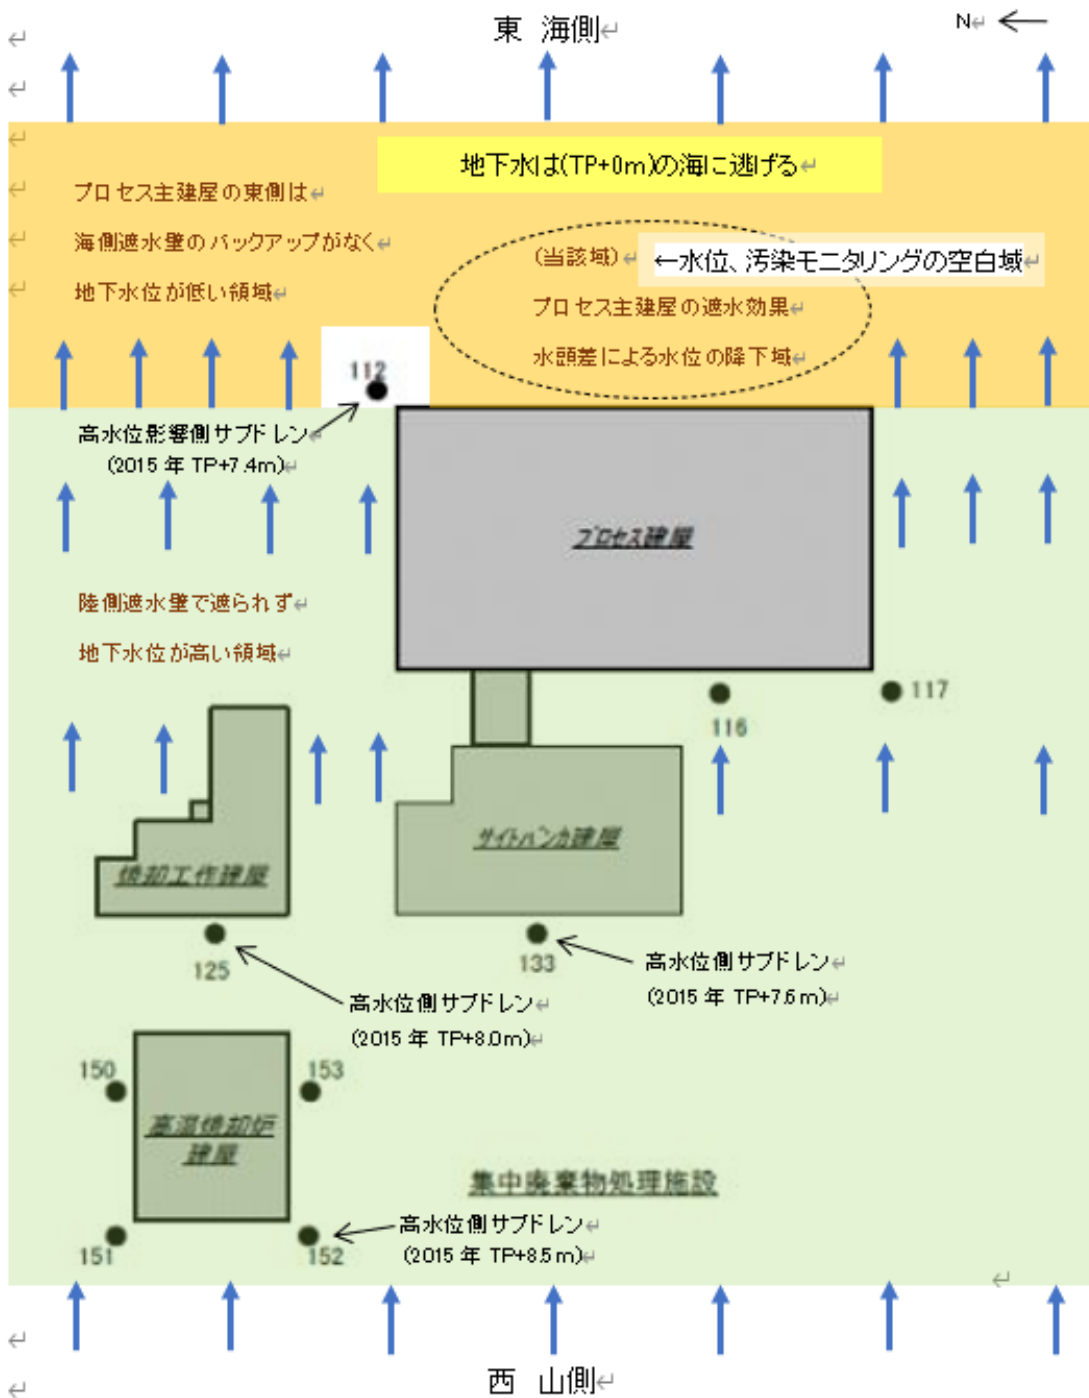 東　海側
N
地下水は(TP+0m)の海に逃げる
プロセス主建屋の東側は
海側遮水壁のバックアップがなく
地下水位が低い領域
(当該域)
←水位、汚染モニタリングの空白域
プロセス主建屋の遮水効果
水頭差による水位の降下域
112
高水位影響側サブドレン
(2015年 TP+7.4m)
プロセス建屋
陸側遮水壁で遮られず
地下水位が高い領域
117
116
サイトバンカ建屋
焼却工作建屋
125
133
高水位側サブドレン
(2015年 TP+7.6m)
高水位側サブドレン
(2015年 TP+8.0m)
150
153
高温焼却炉
建屋
集中廃棄物処理施設
151
152
高水位側サブドレン
(2015年 TP+8.5m)
西　山側